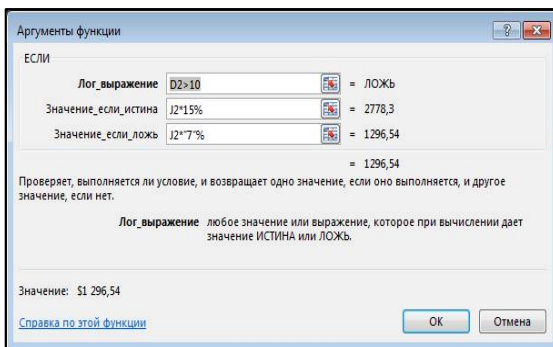 Аргументы функции
ЕСЛИ
Лог_выражение D2>10 = ЛОЖЬ
Значение_если_истина J2*15% = 2778,3
Значение_если_ложь J2*"7"% = 1296,54
= 1296,54
Проверяет, выполняется ли условие, и возвращает одно значение, если оно выполняется, и другое
значение, если нет.
Лог_выражение любое значение или выражение, которое при вычислении дает
значение ИСТИНА или ЛОЖЬ.
Значение: $1 296,54
Справка по этой функции
ОК
Отмена